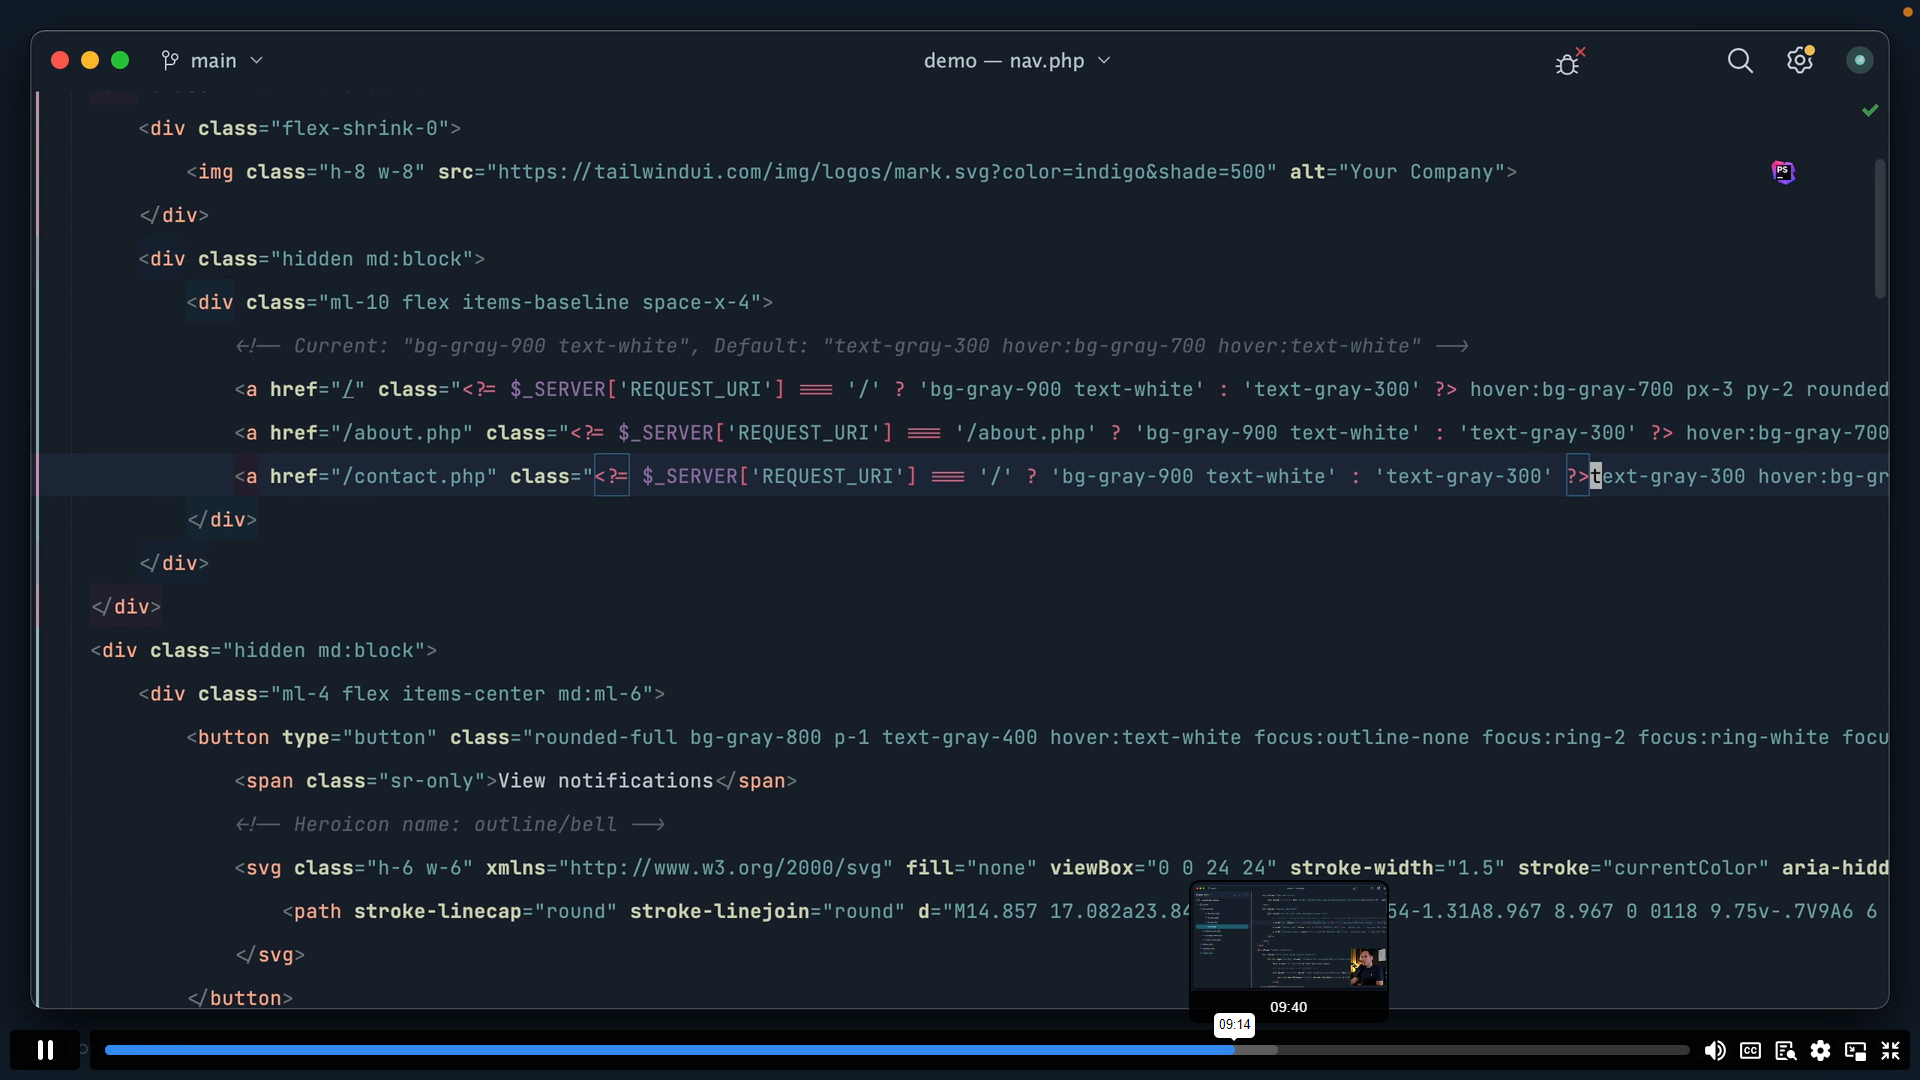 main
demo — nav.php
<div class="flex-shrink-0">
<img class="h-8 w-8" src="https://tailwindui.com/img/logos/mark.svg?color=indigo&shade=500" alt="Your Company">
PS
</div>
<div class="hidden md:block">
<div class="ml-10 flex items-baseline space-x-4">
<!-- Current: "bg-gray-900 text-white", Default: "text-gray-300 hover:bg-gray-700 hover:text-white" -->
<a href="/" class="<?= $_SERVER['REQUEST_URI'] === '/' ? 'bg-gray-900 text-white' : 'text-gray-300' ?> hover:bg-gray-700 px-3 py-2 rounded
<a href="/about.php" class="<?= $_SERVER['REQUEST_URI'] === '/about.php' ? 'bg-gray-900 text-white' : 'text-gray-300' ?> hover:bg-gray-700
<a href="/contact.php" class="<?= $_SERVER['REQUEST_URI'] === '/' ? 'bg-gray-900 text-white' : 'text-gray-300' ?>text-gray-300 hover:bg-gr
</div>
</div>
</div>
<div class="hidden md:block">
<div class="ml-4 flex items-center md:ml-6">
<button type="button" class="rounded-full bg-gray-800 p-1 text-gray-400 hover:text-white focus:outline-none focus:ring-2 focus:ring-white focu
<span class="sr-only">View notifications</span>
<!-- Heroicon name: outline/bell -->
<svg class="h-6 w-6" xmlns="http://www.w3.org/2000/svg" fill="none" viewBox="0 0 24 24" stroke-width="1.5" stroke="currentColor" aria-hidd
<path stroke-linecap="round" stroke-linejoin="round" d="M14.857 17.082a23.84 54-1.31A8.967 8.967 0 0118 9.75v-.7V9A6 6
</svg>
</button>
09:40
09:14
CC